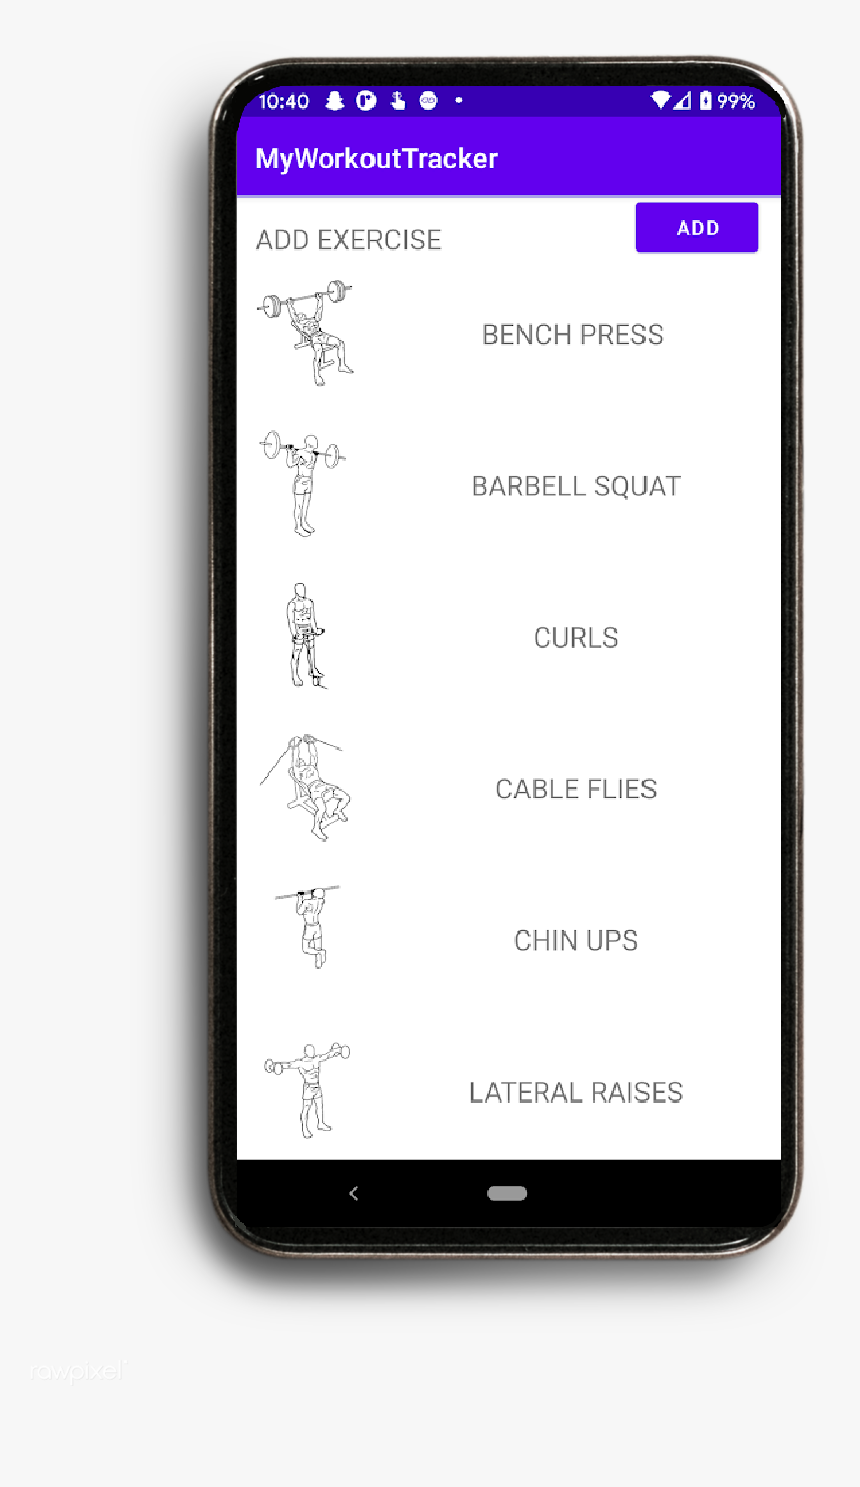 10:40 99%
MyWorkoutTracker
ADD EXERCISE
ADD
BENCH PRESS
BARBELL SQUAT
CURLS
CABLE FLIES
CHIN UPS
LATERAL RAISES
rawpixel